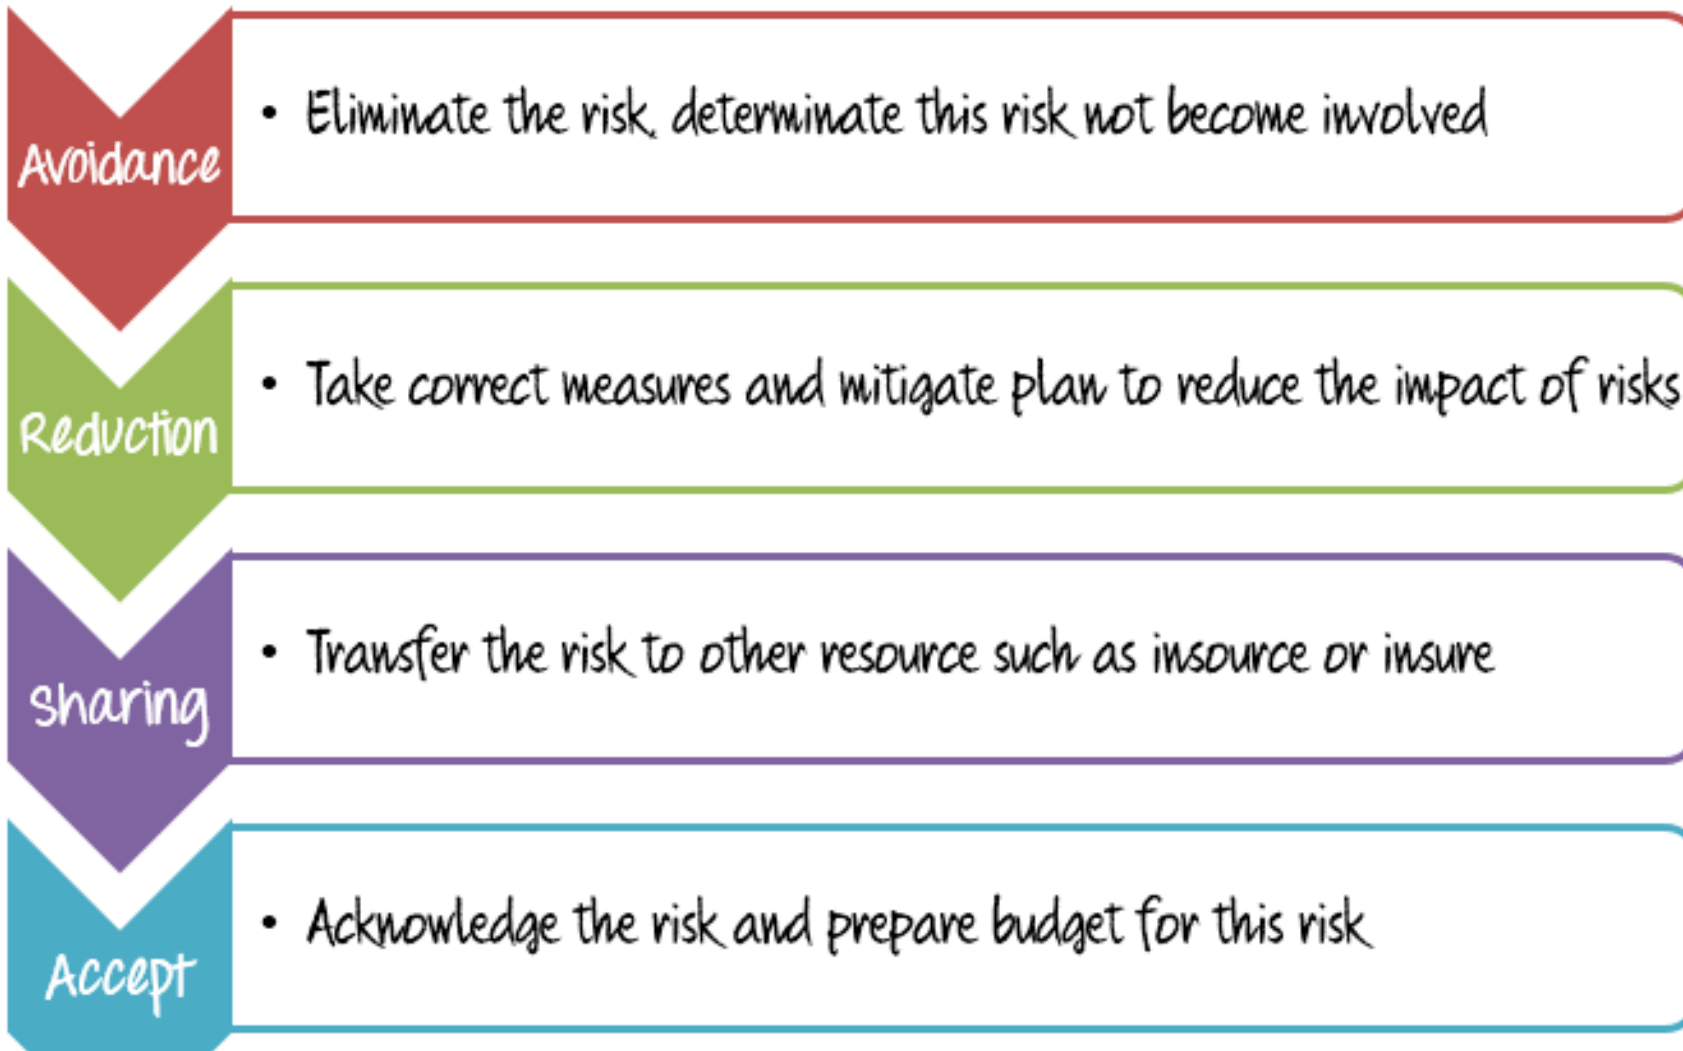 Avoidance
• Eliminate the risk, determinate this risk not become involved
Reduction
• Take correct measures and mitigate plan to reduce the impact of risks
Sharing
• Transfer the risk to other resource such as insource or insure
Accept
• Acknowledge the risk and prepare budget for this risk